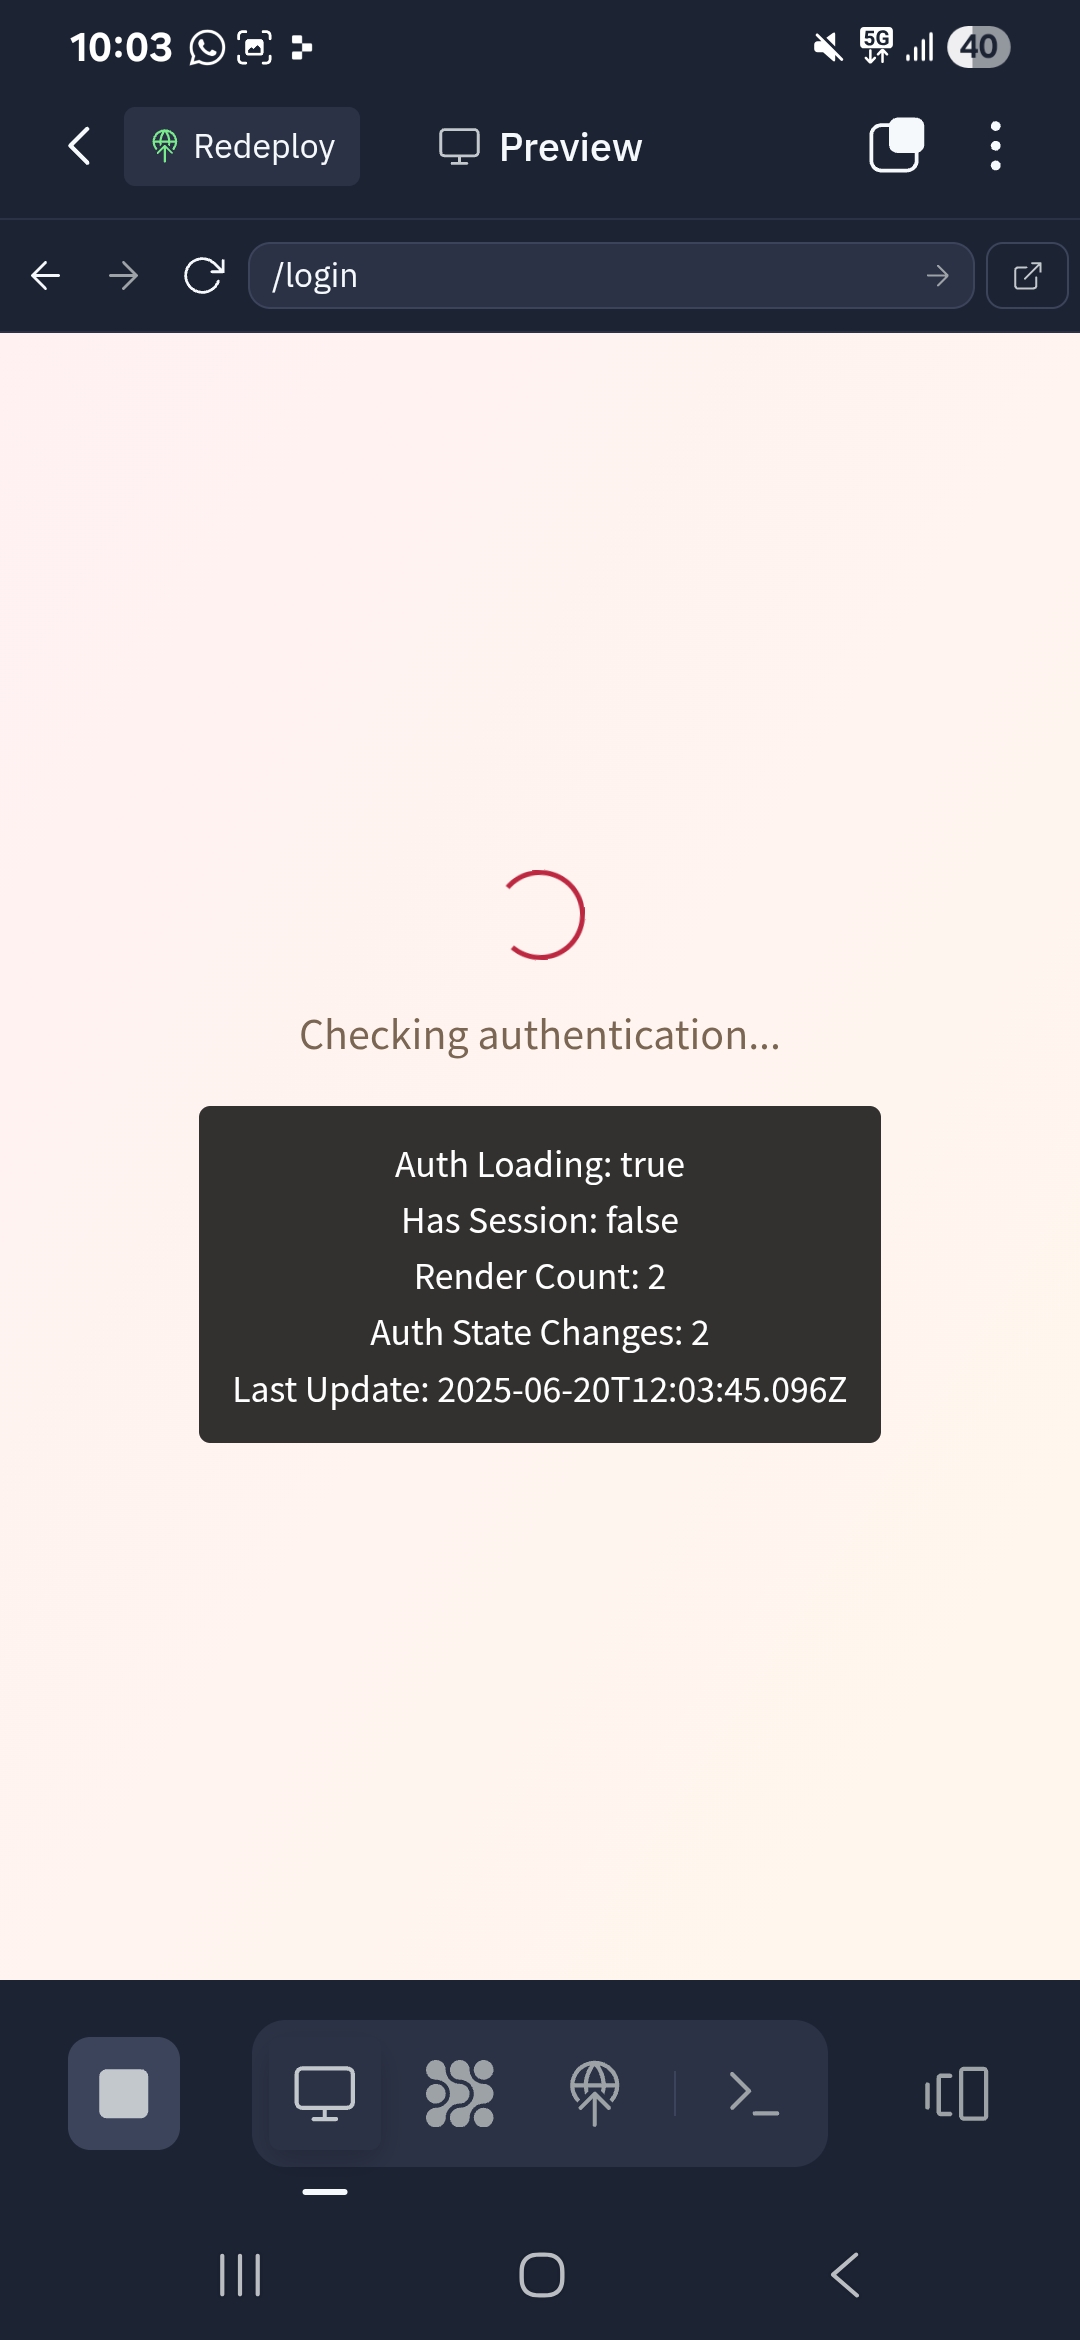 10:03
5G
40
Redeploy
Preview
/login
Checking authentication...
Auth Loading: true
Has Session: false
Render Count: 2
Auth State Changes: 2
Last Update: 2025-06-20T12:03:45.096Z